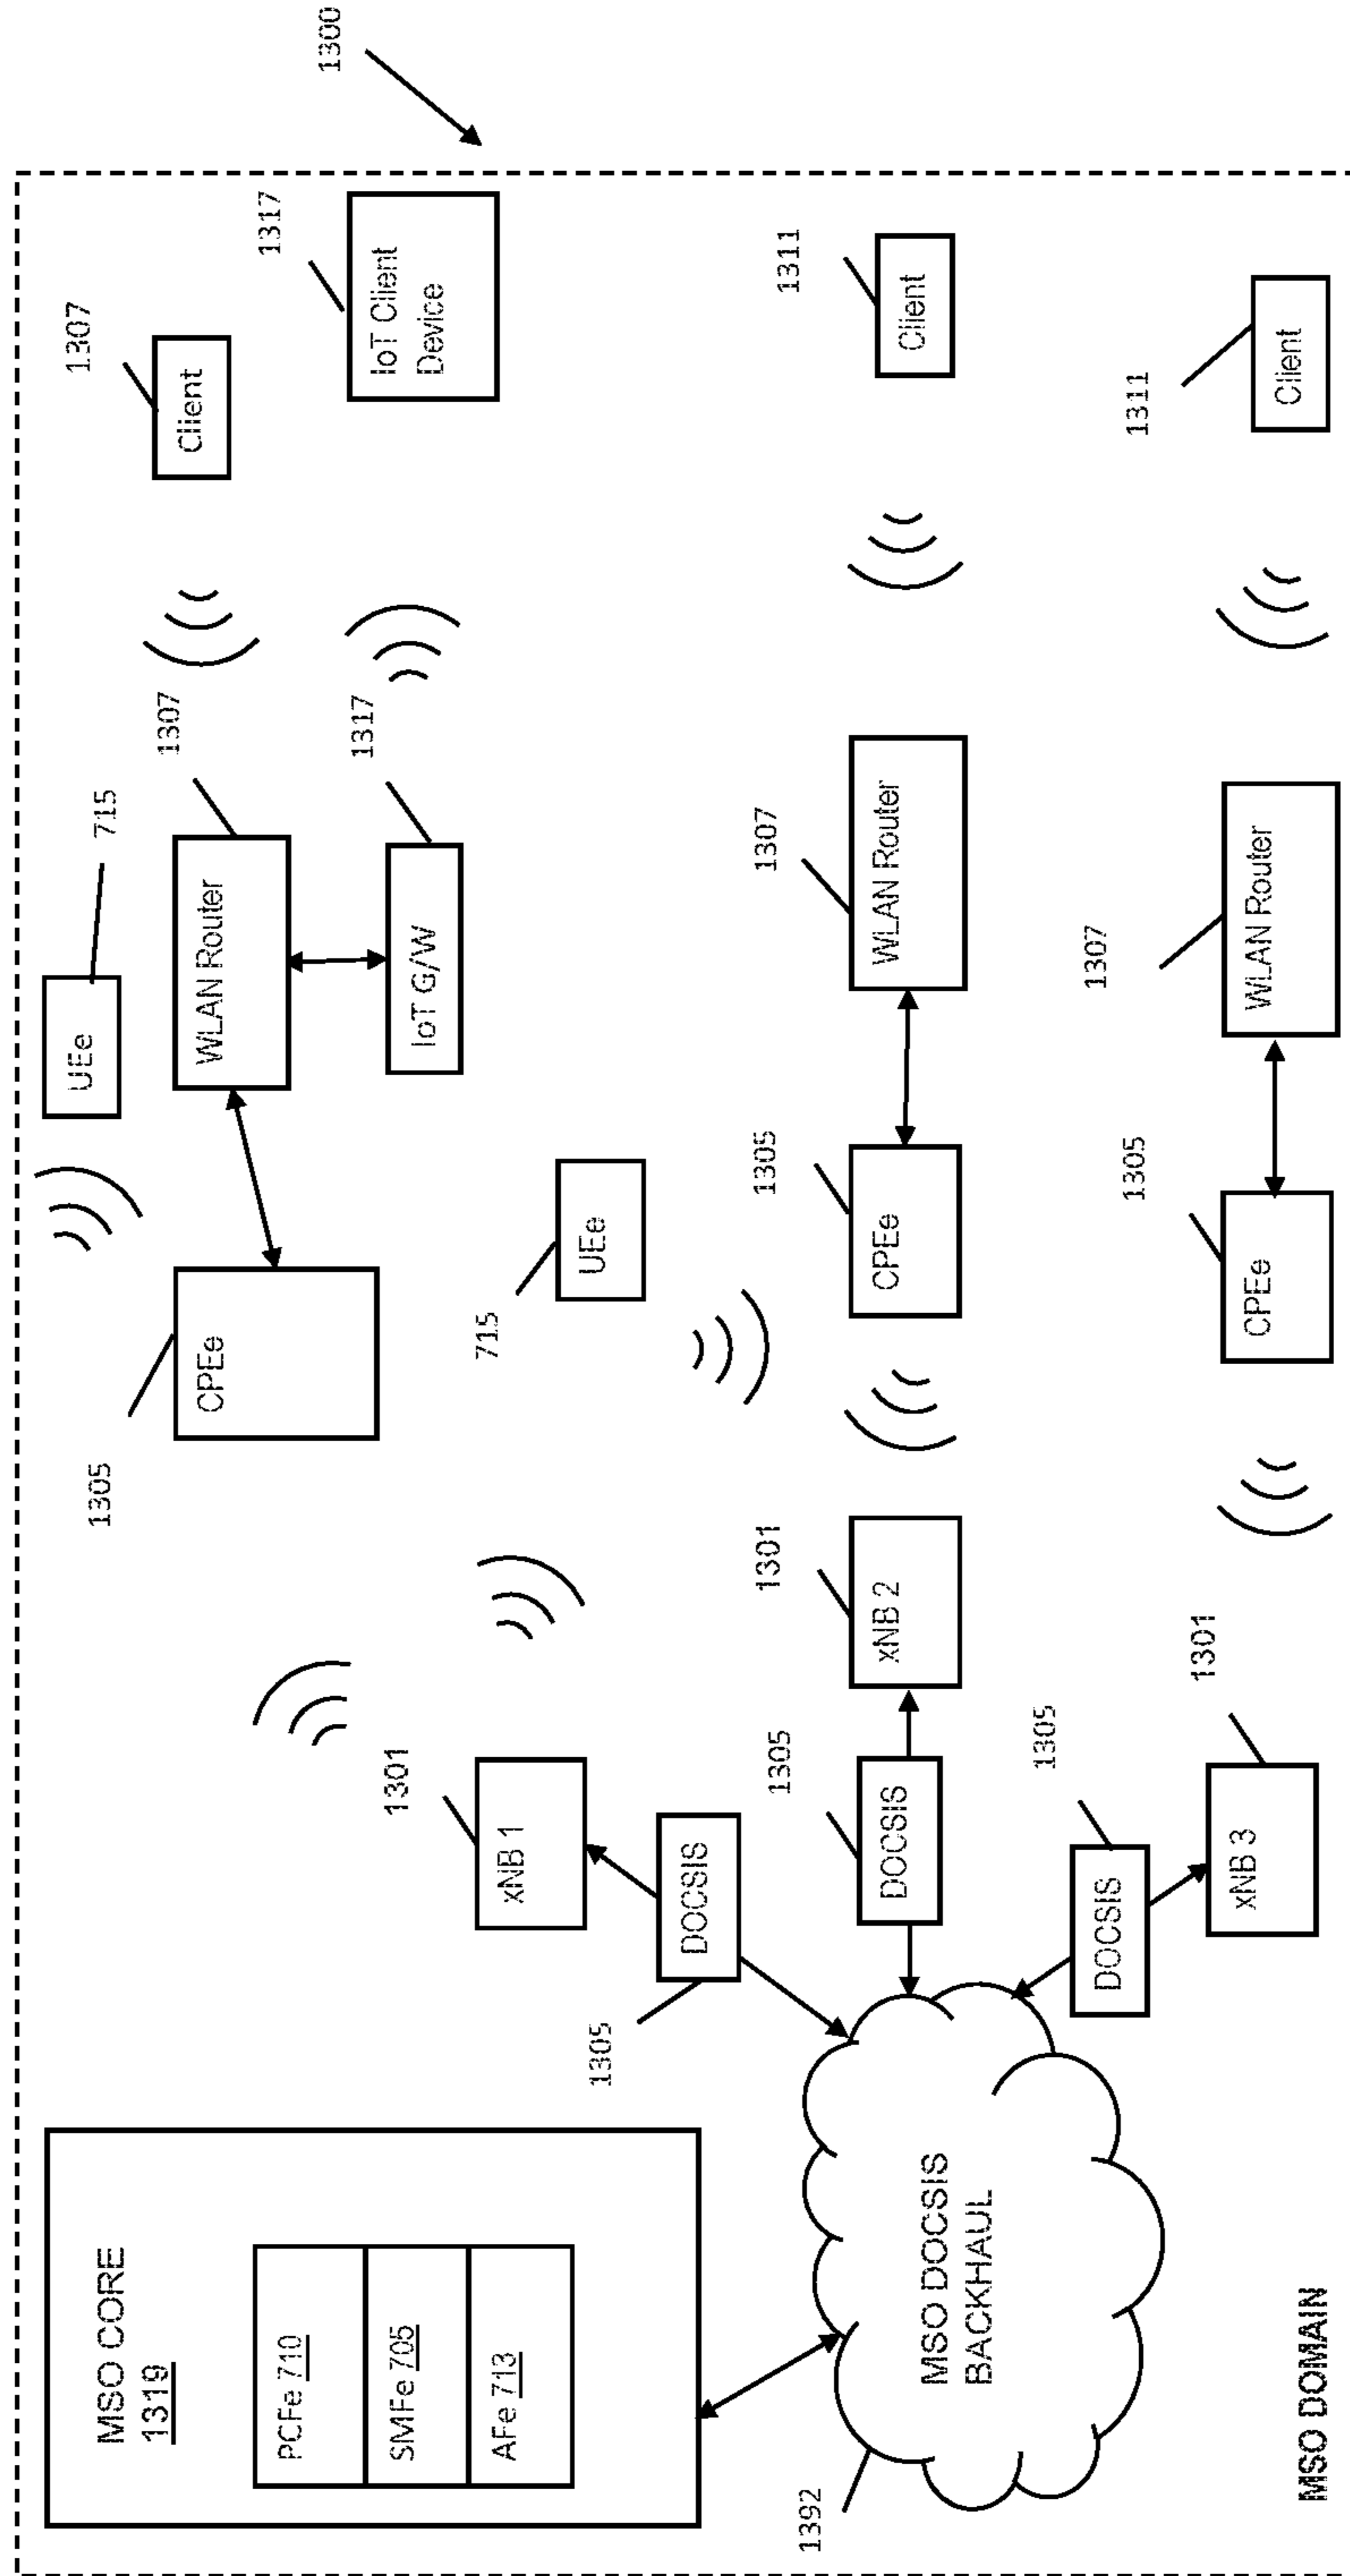 1300
MSO CORE
1319
PCFe 710
SMFe 705
AFe 713
1305
CPEe
715
UEe
1307
WLAN Router
1307
Client
1317
IoT G/W
1317
IoT Client
Device
1301
xNB 1
1305
DOCSIS
715
UEe
1392
MSO DOCSIS
BACKHAUL
1305
DOCSIS
1301
xNB 2
1305
CPEe
1307
WLAN Router
1311
Client
1305
DOCSIS
1301
xNB 3
1305
CPEe
1307
WLAN Router
1311
Client
MSO DOMAIN